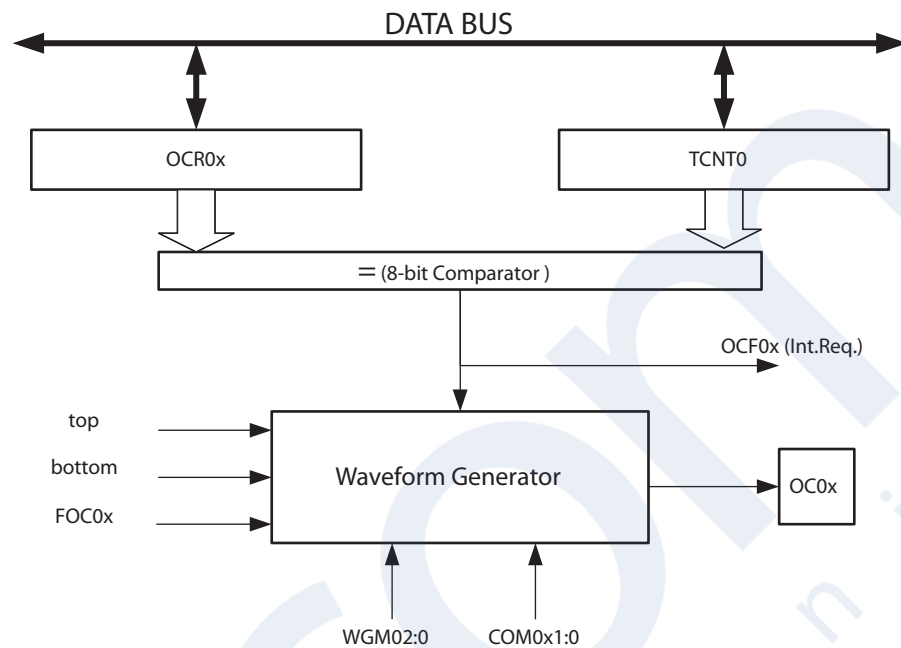 DATA BUS
OCR0x
TCNT0
= (8-bit Comparator )
OCF0x (Int.Req.)
top
bottom
FOC0x
Waveform Generator
OC0x
WGM02:0
COM0x1:0
com
n